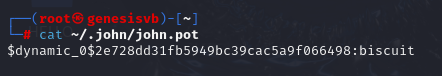 ┌──(root㉿genesisvb)-[~]
└─# cat ~/.john/john.pot
$dynamic_0$2e728dd31fb5949bc39cac5a9f066498:biscuit